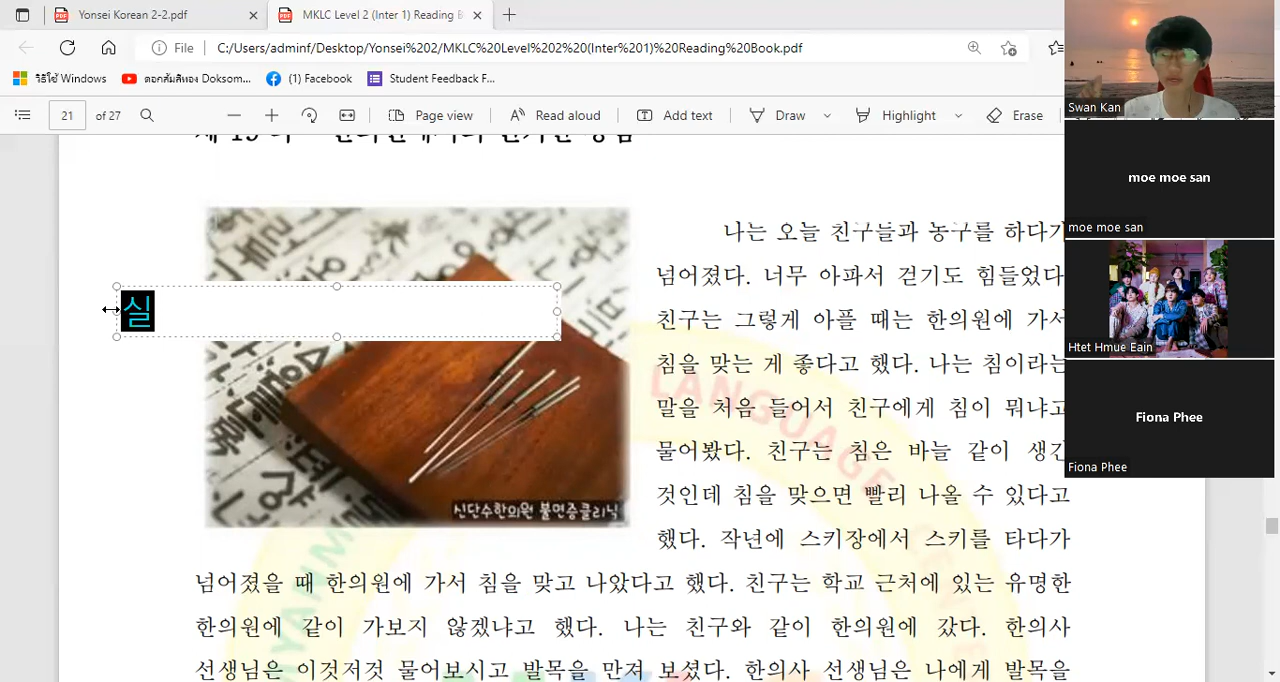 Yonsei Korean 2-2.pdf
MKLC Level 2 (Inter 1) Reading B
File
C:/Users/adminf/Desktop/Yonsei%202/MKLC%20Level%202%20(Inter%201)%20Reading%20Book.pdf
วิธีใช้ Windows
ดอกส้มสีทอง Doksom...
(1) Facebook
Student Feedback F...
21
of 27
Page view
Read aloud
Add text
Draw
Highlight
Erase
나는 오늘 친구들과 농구를 하다가
넘어졌다. 너무 아파서 걷기도 힘들었다
실
친구는 그렇게 아플 때는 한의원에 가서
침을 맞는 게 좋다고 했다. 나는 침이라는
말을 처음 들어서 친구에게 침이 뭐냐고
물어봤다. 친구는 침은 바늘 같이 생긴
것인데 침을 맞으면 빨리 나을 수 있다고
신단수한의원 불면증클리닉
했다. 작년에 스키장에서 스키를 타다가
넘어졌을 때 한의원에 가서 침을 맞고 나았다고 했다. 친구는 학교 근처에 있는 유명한
한의원에 같이 가보지 않겠냐고 했다. 나는 친구와 같이 한의원에 갔다. 한의사
선생님은 이것저것 물어보시고 발목을 만져 보셨다. 한의사 선생님은 나에게 발목을
LANGUAGE
CENTE
MYANM
Swan Kan
moe moe san
moe moe san
Htet Hmue Eain
Fiona Phee
Fiona Phee